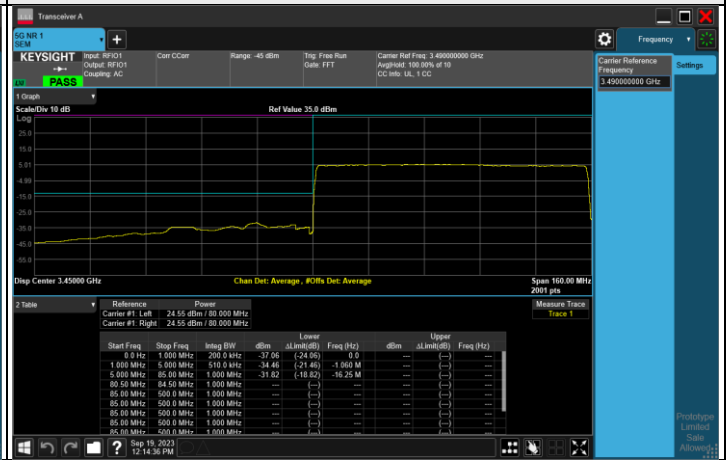 Transceiver A
5G NR 1
SEM
Frequency
KEYSIGHT
Input: RFIO1
Output: RFIO1
Coupling: AC
Corr CCorr
Range: -45 dBm
Trig: Free Run
Gate: FFT
Carrier Ref Freq: 3.490000000 GHz
Avg|Hold: 100.00% of 10
CC Info: UL, 1 CC
PASS
Carrier Reference
Frequency
3.490000000 GHz
Settings
1 Graph
Scale/Div 10 dB
Ref Value 35.0 dBm
Log
25.0
15.0
5.01
-4.99
-15.0
-25.0
-35.0
-45.0
-55.0
Disp Center 3.45000 GHz
Chan Det: Average , #Offs Det: Average
Span 160.00 MHz
2001 pts
2 Table
Reference Power
Carrier #1: Left 24.55 dBm / 80.000 MHz
Carrier #1: Right 24.55 dBm / 80.000 MHz
Measure Trace
Trace 1
Lower Upper
Start Freq Stop Freq Integ BW dBm ΔLimit(dB) Freq (Hz) dBm ΔLimit(dB) Freq (Hz)
0.0 Hz 1.000 MHz 200.0 kHz -37.06 (-24.06) 0.0 --- (---) ---
1.000 MHz 5.000 MHz 510.0 kHz -34.46 (-21.46) -1.060 M --- (---) ---
5.000 MHz 85.00 MHz 1.000 MHz -31.82 (-18.82) -16.25 M --- (---) ---
80.50 MHz 84.50 MHz 1.000 MHz --- (---) --- --- (---) ---
85.00 MHz 500.0 MHz 1.000 MHz --- (---) --- --- (---) ---
85.00 MHz 500.0 MHz 1.000 MHz --- (---) --- --- (---) ---
85.00 MHz 500.0 MHz 1.000 MHz --- (---) --- --- (---) ---
85.00 MHz 500.0 MHz 1.000 MHz --- (---) --- --- (---) ---
85.00 MHz 500.0 MHz 1.000 MHz --- (---) --- --- (---) ---
Prototype
Limited
Sale
Allowed
Sep 19, 2023
12:14:36 PM